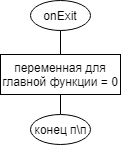 onExit
переменная для
главной функции = 0
конец п\п